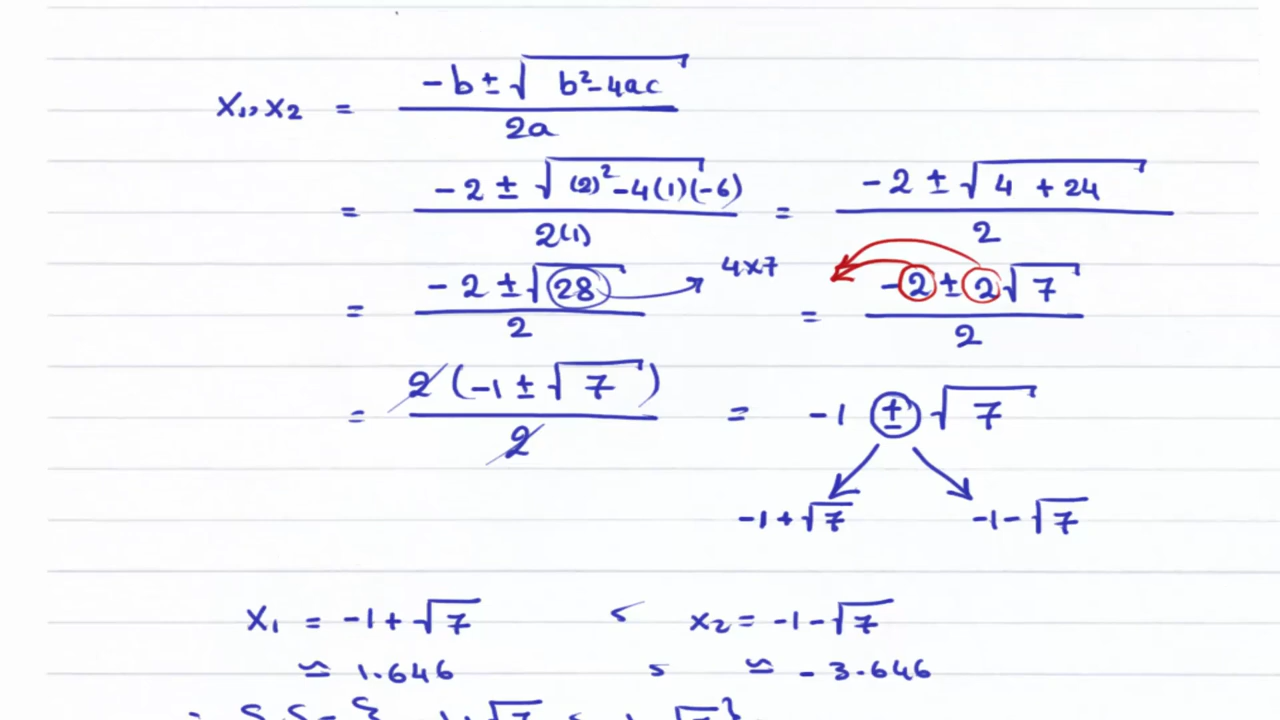 x₁, x₂ = (-b ± √(b²-4ac)) / 2a
= (-2 ± √((2)²-4(1)(-6))) / 2(1) = (-2 ± √(4 + 24)) / 2
= (-2 ± √28) / 2 → 4x7 = (-2 ± 2√7) / 2
= 2(-1 ± √7) / 2 = -1 ± √7
-1+√7 -1-√7
x₁ = -1+√7 , x₂ = -1-√7
≃ 1.646 , ≃ -3.646